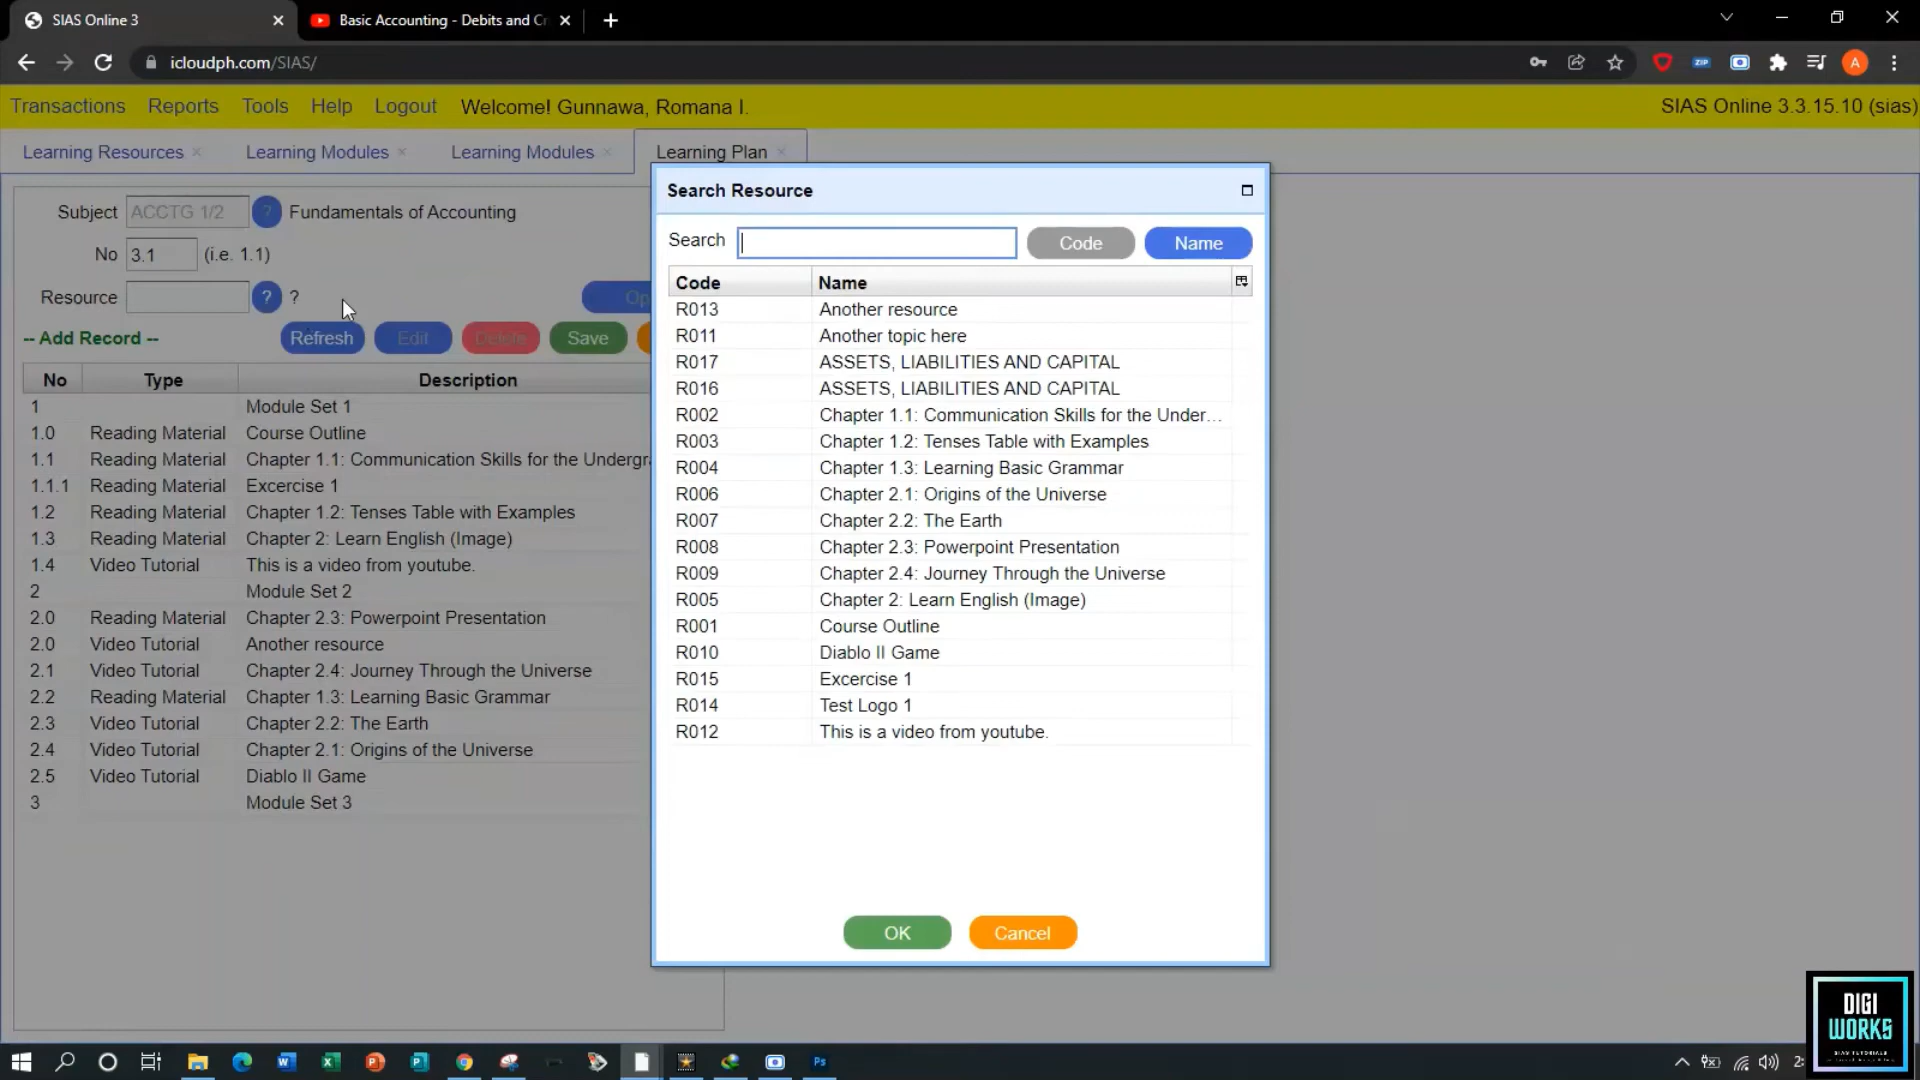 SIAS Online 3
Basic Accounting - Debits and Cr
icloudph.com/SIAS/
ZIP
A
Transactions Reports Tools Help Logout Welcome! Gunnawa, Romana I. SIAS Online 3.3.15.10 (sias)
Learning Resources × Learning Modules × Learning Modules × Learning Plan ×
Subject ACCTG 1/2 ? Fundamentals of Accounting
No 3.1 (i.e. 1.1)
Resource ? ? Op
-- Add Record -- Refresh Edit Delete Save
No Type Description
1 Module Set 1
1.0 Reading Material Course Outline
1.1 Reading Material Chapter 1.1: Communication Skills for the Undergra
1.1.1 Reading Material Excercise 1
1.2 Reading Material Chapter 1.2: Tenses Table with Examples
1.3 Reading Material Chapter 2: Learn English (Image)
1.4 Video Tutorial This is a video from youtube.
2 Module Set 2
2.0 Reading Material Chapter 2.3: Powerpoint Presentation
2.0 Video Tutorial Another resource
2.1 Video Tutorial Chapter 2.4: Journey Through the Universe
2.2 Reading Material Chapter 1.3: Learning Basic Grammar
2.3 Video Tutorial Chapter 2.2: The Earth
2.4 Video Tutorial Chapter 2.1: Origins of the Universe
2.5 Video Tutorial Diablo II Game
3 Module Set 3
Search Resource
Search Code Name
Code Name
R013 Another resource
R011 Another topic here
R017 ASSETS, LIABILITIES AND CAPITAL
R016 ASSETS, LIABILITIES AND CAPITAL
R002 Chapter 1.1: Communication Skills for the Under...
R003 Chapter 1.2: Tenses Table with Examples
R004 Chapter 1.3: Learning Basic Grammar
R006 Chapter 2.1: Origins of the Universe
R007 Chapter 2.2: The Earth
R008 Chapter 2.3: Powerpoint Presentation
R009 Chapter 2.4: Journey Through the Universe
R005 Chapter 2: Learn English (Image)
R001 Course Outline
R010 Diablo II Game
R015 Excercise 1
R014 Test Logo 1
R012 This is a video from youtube.
OK Cancel
DIGI
WORKS
SIAS TUTORIALS
Ps
2: